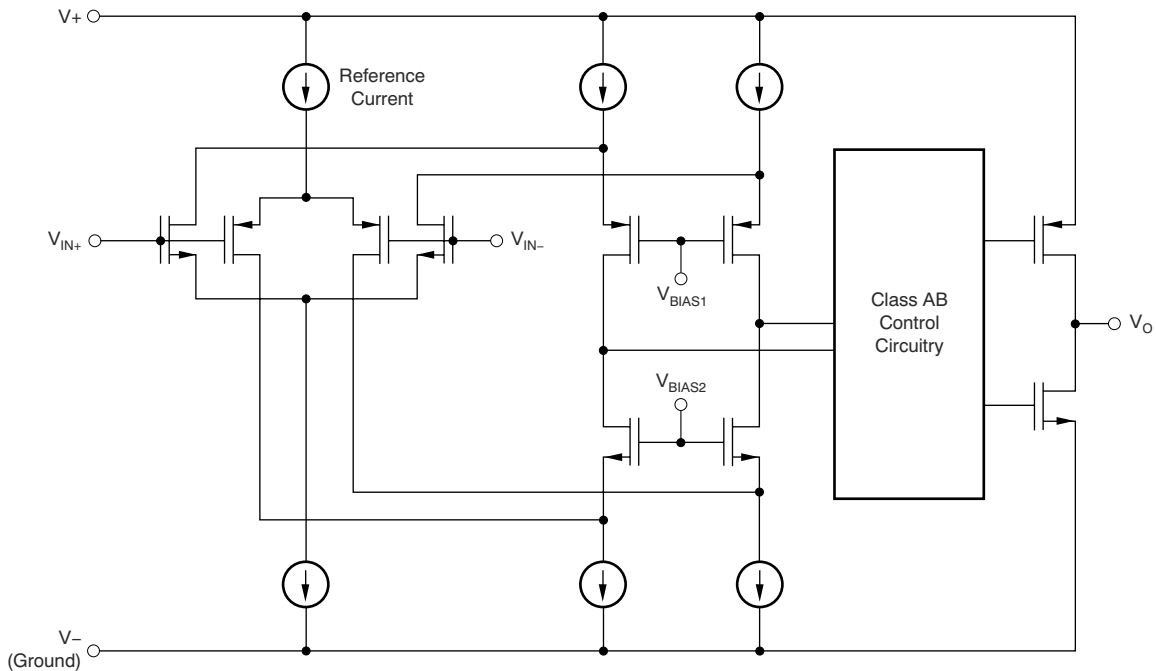 V+
Reference
Current
VIN+
VIN−
VBIAS1
Class AB
Control
Circuitry
VO
VBIAS2
V−
(Ground)